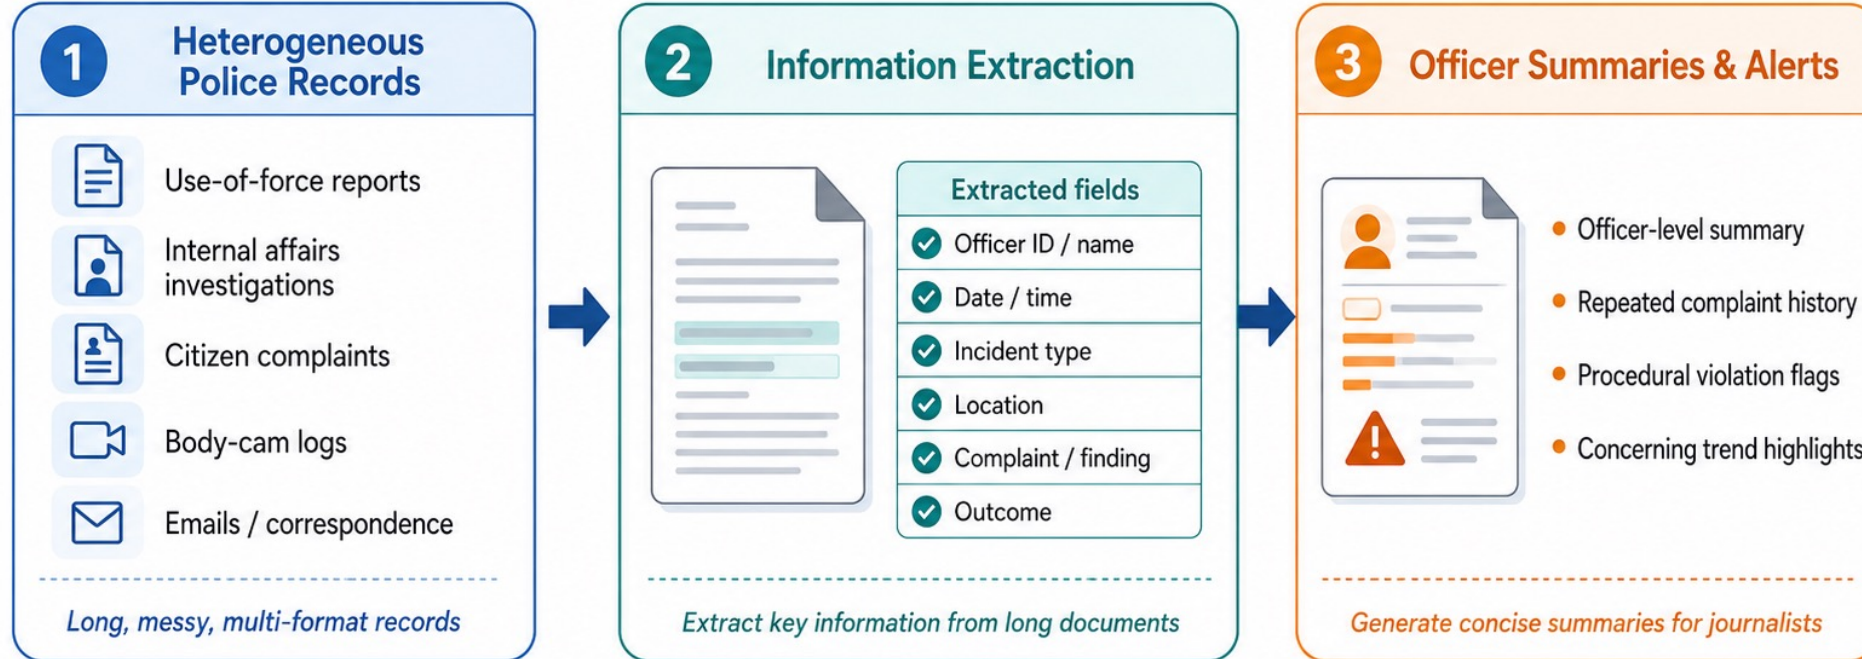 1
Heterogeneous
Police Records
Use-of-force reports
Internal affairs
investigations
Citizen complaints
Body-cam logs
Emails / correspondence
Long, messy, multi-format records
2
Information Extraction
Extracted fields
Officer ID / name
Date / time
Incident type
Location
Complaint / finding
Outcome
Extract key information from long documents
3
Officer Summaries & Alerts
Officer-level summary
Repeated complaint history
Procedural violation flags
Concerning trend highlights
Generate concise summaries for journalists